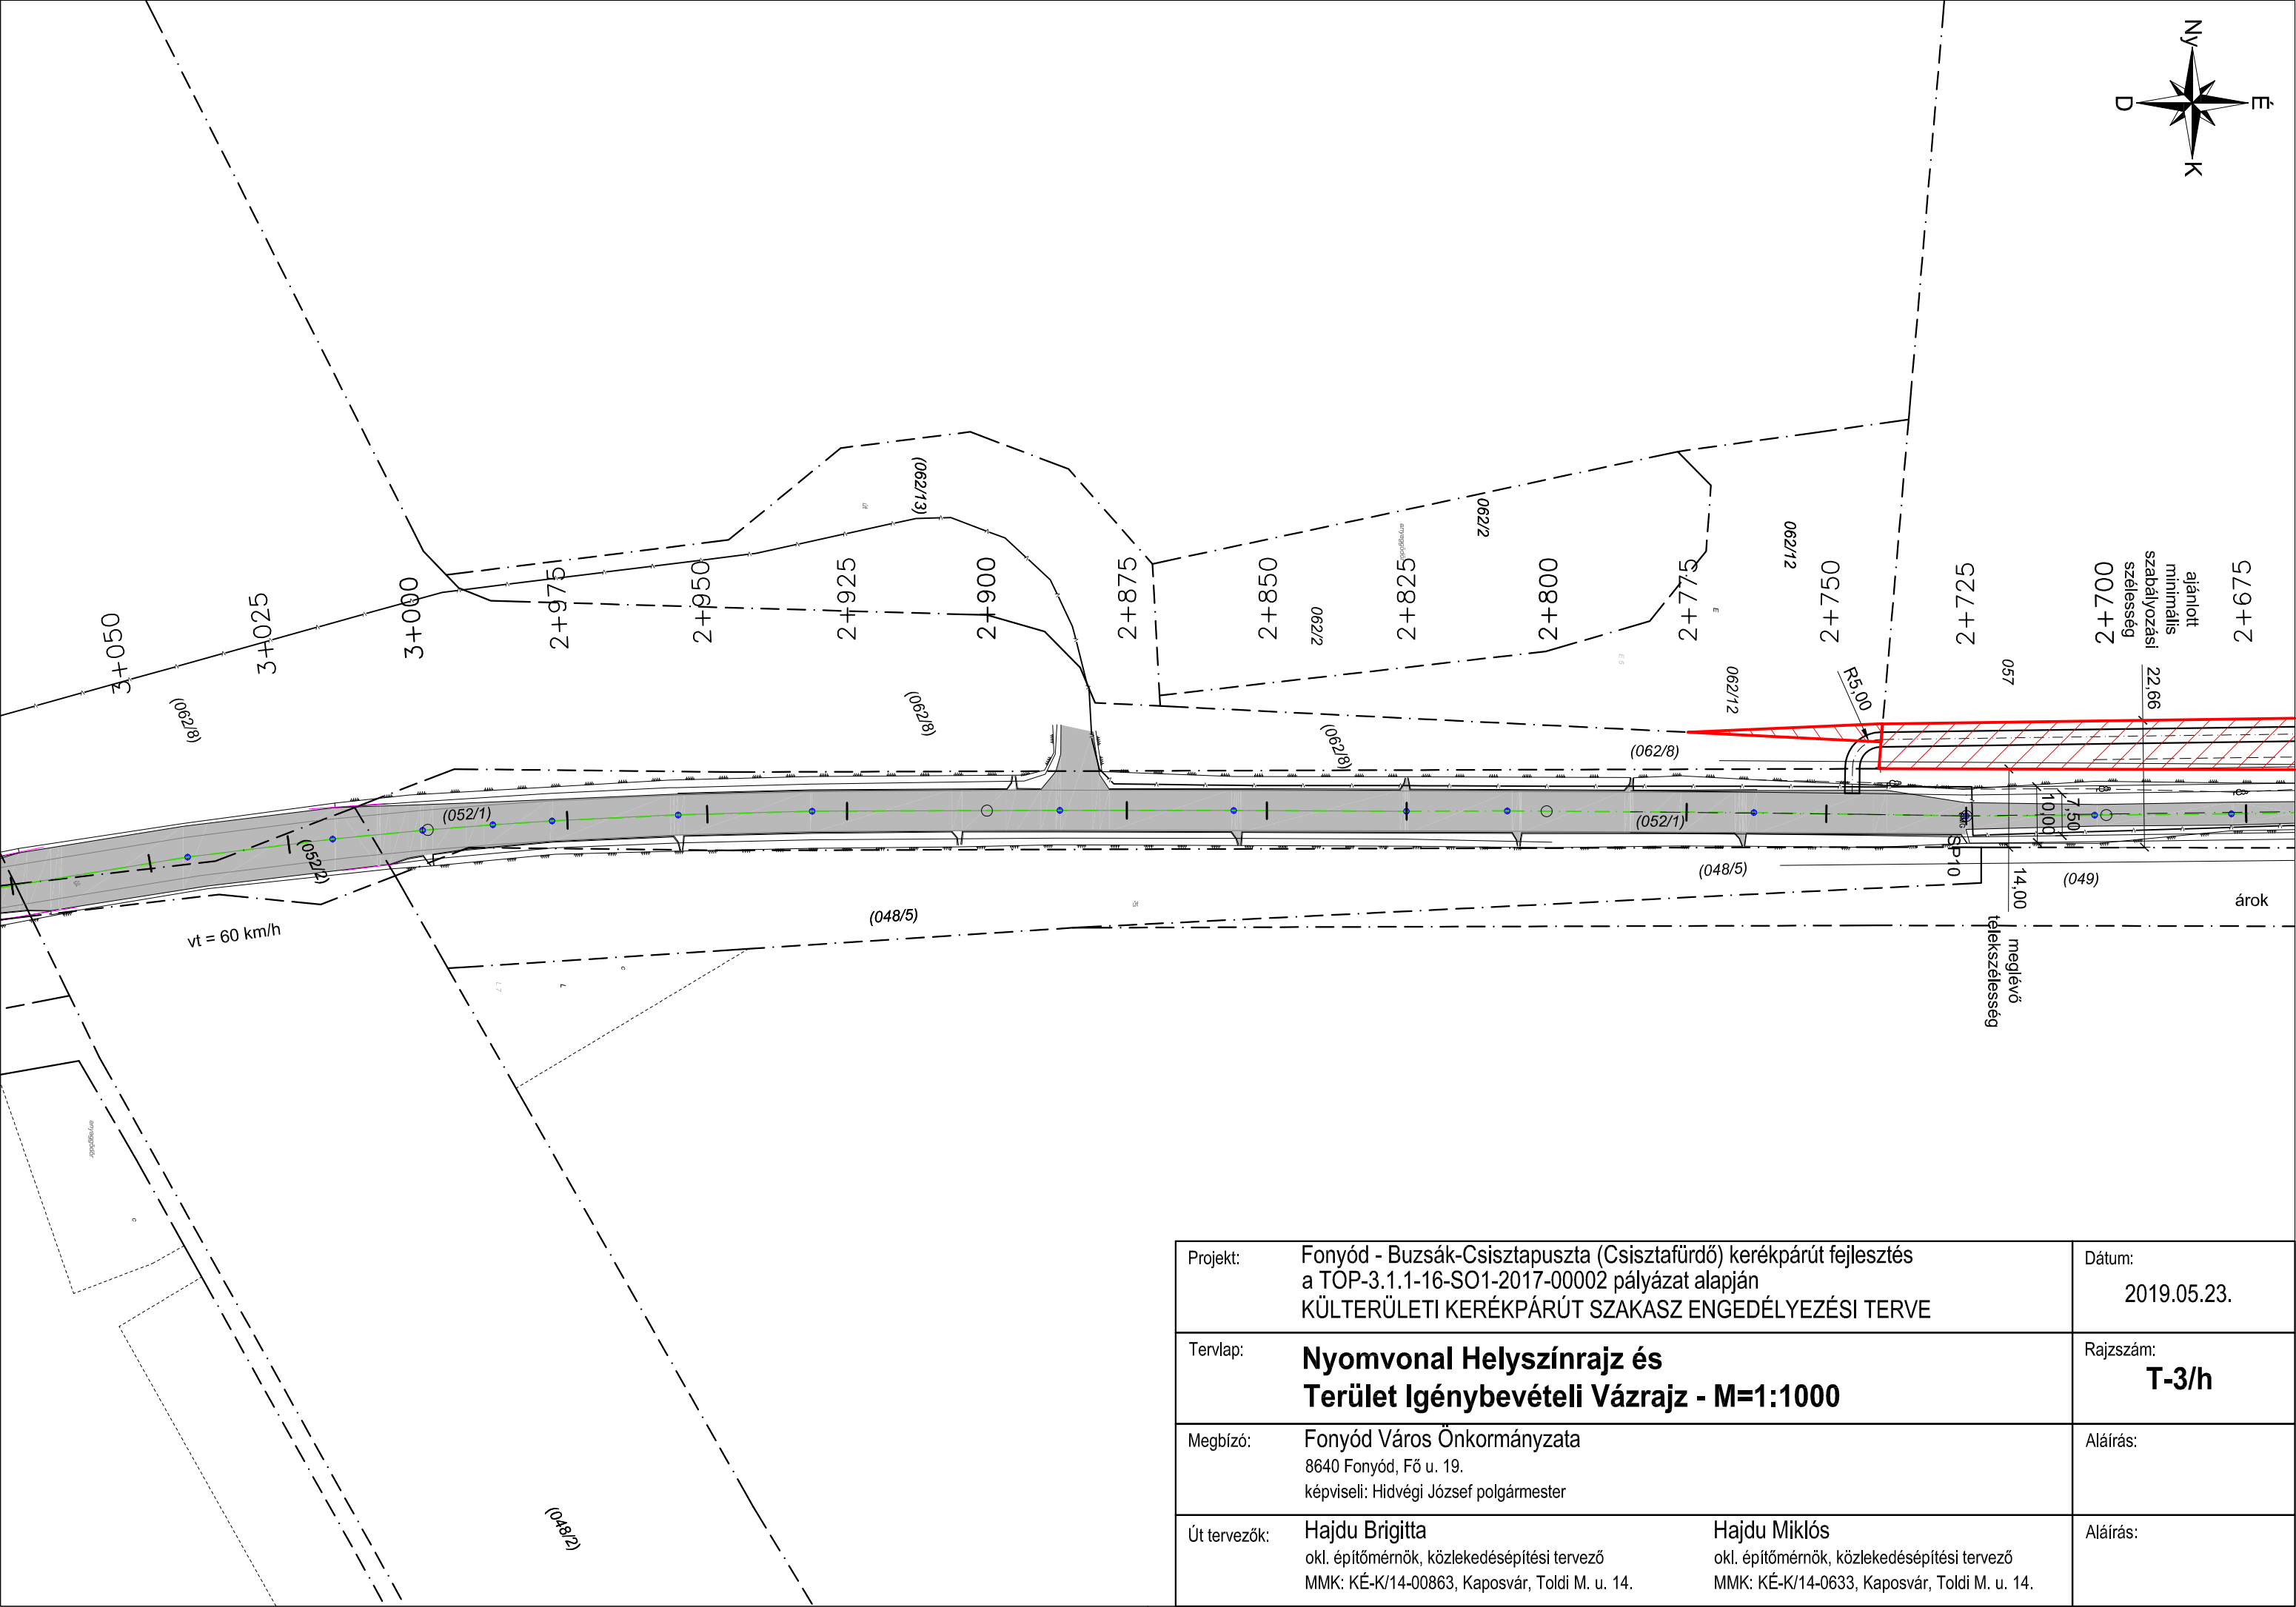 Ny
É
D
K
3+050
3+025
3+000
2+975
2+950
2+925
2+900
2+875
2+850
2+825
2+800
2+775
2+750
2+725
2+700
2+675
ajánlott
minimális
szabályozási
szélesség
22,66
(062/13)
út
anyaggödör
062/2
062/2
062/12
062/12
057
R5,00
(062/8)
(062/8)
(062/8)
(062/8)
(052/1)
(052/1)
(052/2)
7,50
10,00
SP10
14,00
meglévő
telekszélesség
(048/5)
(048/5)
(049)
árok
vt = 60 km/h
anyaggödör
(048/2)
Projekt:
Fonyód - Buzsák-Csisztapuszta (Csisztafürdő) kerékpárút fejlesztés
a TOP-3.1.1-16-SO1-2017-00002 pályázat alapján
KÜLTERÜLETI KERÉKPÁRÚT SZAKASZ ENGEDÉLYEZÉSI TERVE
Dátum:
2019.05.23.
Tervlap:
Nyomvonal Helyszínrajz és
Terület Igénybevételi Vázrajz - M=1:1000
Rajzszám:
T-3/h
Megbízó:
Fonyód Város Önkormányzata
8640 Fonyód, Fő u. 19.
képviseli: Hidvégi József polgármester
Aláírás:
Út tervezők:
Hajdu Brigitta
okl. építőmérnök, közlekedésépítési tervező
MMK: KÉ-K/14-00863, Kaposvár, Toldi M. u. 14.
Hajdu Miklós
okl. építőmérnök, közlekedésépítési tervező
MMK: KÉ-K/14-0633, Kaposvár, Toldi M. u. 14.
Aláírás: